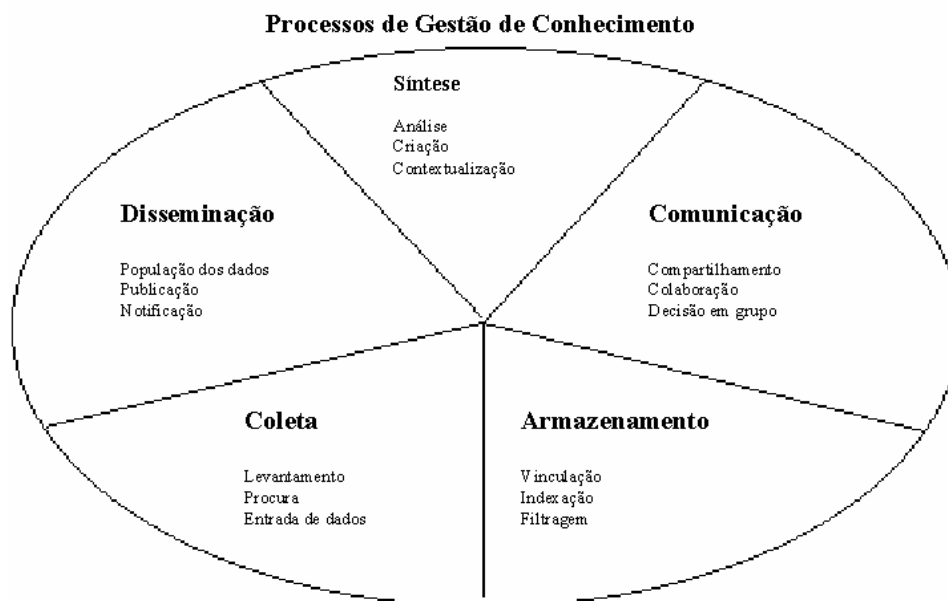 Processos de Gestão de Conhecimento
Síntese
Análise
Criação
Contextualização
Disseminação
População dos dados
Publicação
Notificação
Comunicação
Compartilhamento
Colaboração
Decisão em grupo
Coleta
Levantamento
Procura
Entrada de dados
Armazenamento
Vinculação
Indexação
Filtragem